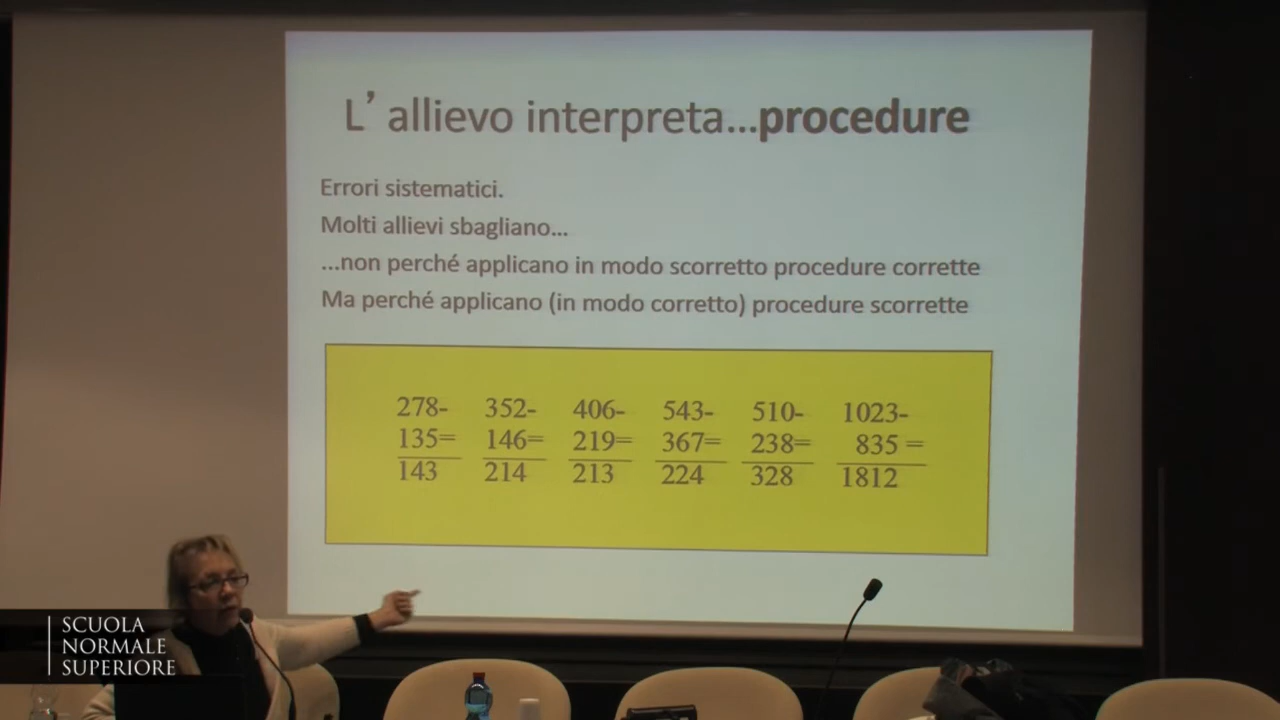 L’ allievo interpreta...procedure
Errori sistematici.
Molti allievi sbagliano...
...non perché applicano in modo scorretto procedure corrette
Ma perché applicano (in modo corretto) procedure scorrette
278- 352- 406- 543- 510- 1023-
135= 146= 219= 367= 238= 835 =
143 214 213 224 328 1812
SCUOLA
NORMALE
SUPERIORE